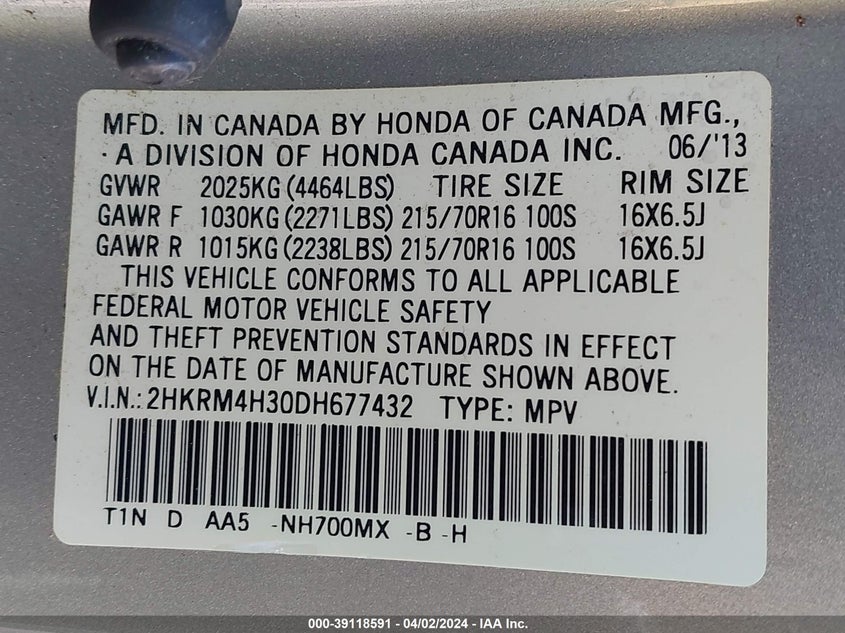 MFD. IN CANADA BY HONDA OF CANADA MFG.,
· A DIVISION OF HONDA CANADA INC. 06/'13
GVWR 2025KG (4464LBS) TIRE SIZE RIM SIZE
GAWR F 1030KG (2271LBS) 215/70R16 100S 16X6.5J
GAWR R 1015KG (2238LBS) 215/70R16 100S 16X6.5J
THIS VEHICLE CONFORMS TO ALL APPLICABLE
FEDERAL MOTOR VEHICLE SAFETY
AND THEFT PREVENTION STANDARDS IN EFFECT
ON THE DATE OF MANUFACTURE SHOWN ABOVE.
V.I.N.: 2HKRM4H30DH677432 TYPE: MPV
T1N D AA5 -NH700MX -B -H
000-39118591 - 04/02/2024 - IAA Inc.